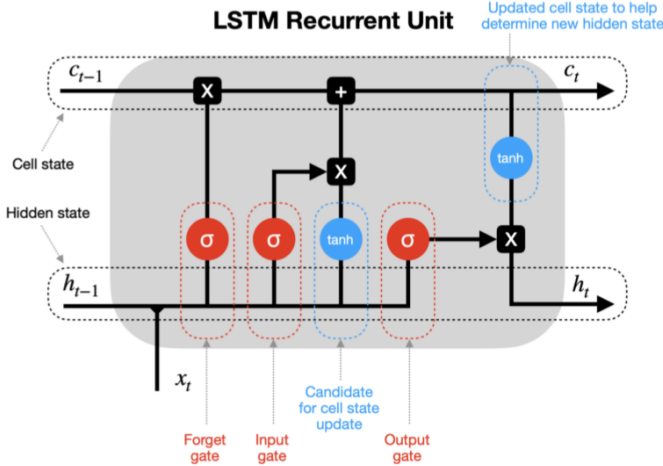 LSTM Recurrent Unit
Updated cell state to help
determine new hidden state
c_{t-1}
c_t
X
+
Cell state
tanh
X
Hidden state
σ
σ
tanh
σ
X
h_{t-1}
h_t
x_t
Candidate
for cell state
update
Forget
gate
Input
gate
Output
gate